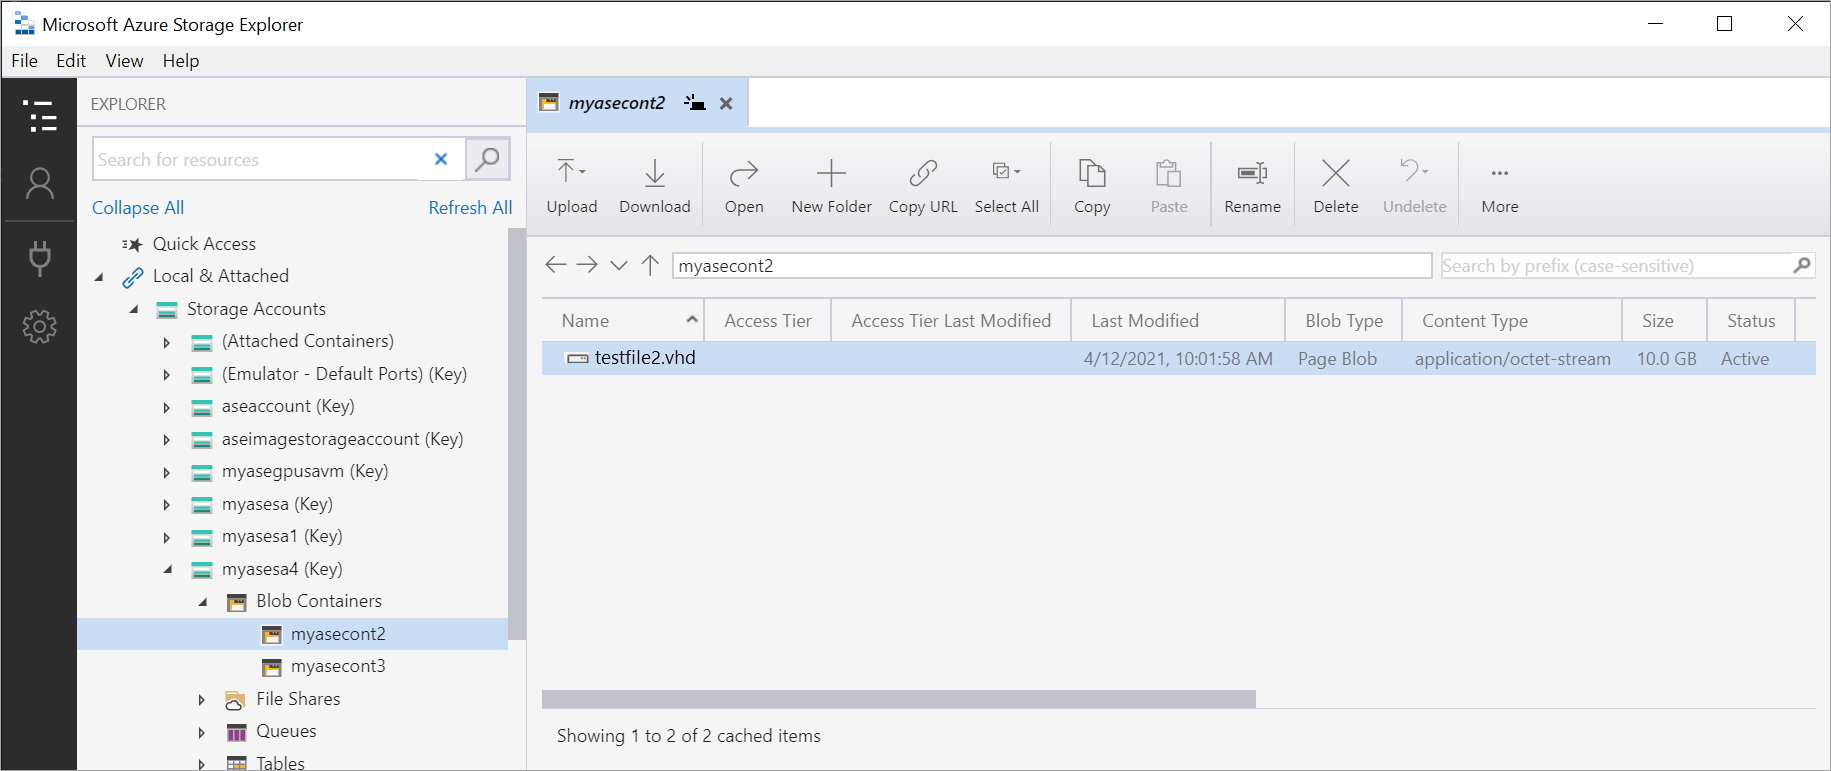 Microsoft Azure Storage Explorer
File Edit View Help
EXPLORER
Search for resources
Collapse All Refresh All
Quick Access
Local & Attached
Storage Accounts
(Attached Containers)
(Emulator - Default Ports) (Key)
aseaccount (Key)
aseimagestorageaccount (Key)
myasegpusavm (Key)
myasesa (Key)
myasesa1 (Key)
myasesa4 (Key)
Blob Containers
myasecont2
myasecont3
File Shares
Queues
Tables
myasecont2
Upload Download Open New Folder Copy URL Select All Copy Paste Rename Delete Undelete More
myasecont2 Search by prefix (case-sensitive)
Name Access Tier Access Tier Last Modified Last Modified Blob Type Content Type Size Status
testfile2.vhd 4/12/2021, 10:01:58 AM Page Blob application/octet-stream 10.0 GB Active
Showing 1 to 2 of 2 cached items